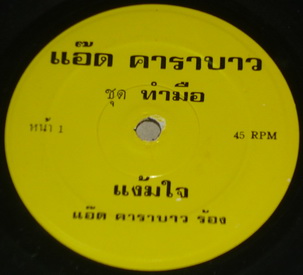 แอ๊ด คาราบาว
ชุด ทำมือ
หน้า 1
45 RPM
แง้มใจ
แอ๊ด คาราบาว ร้อง